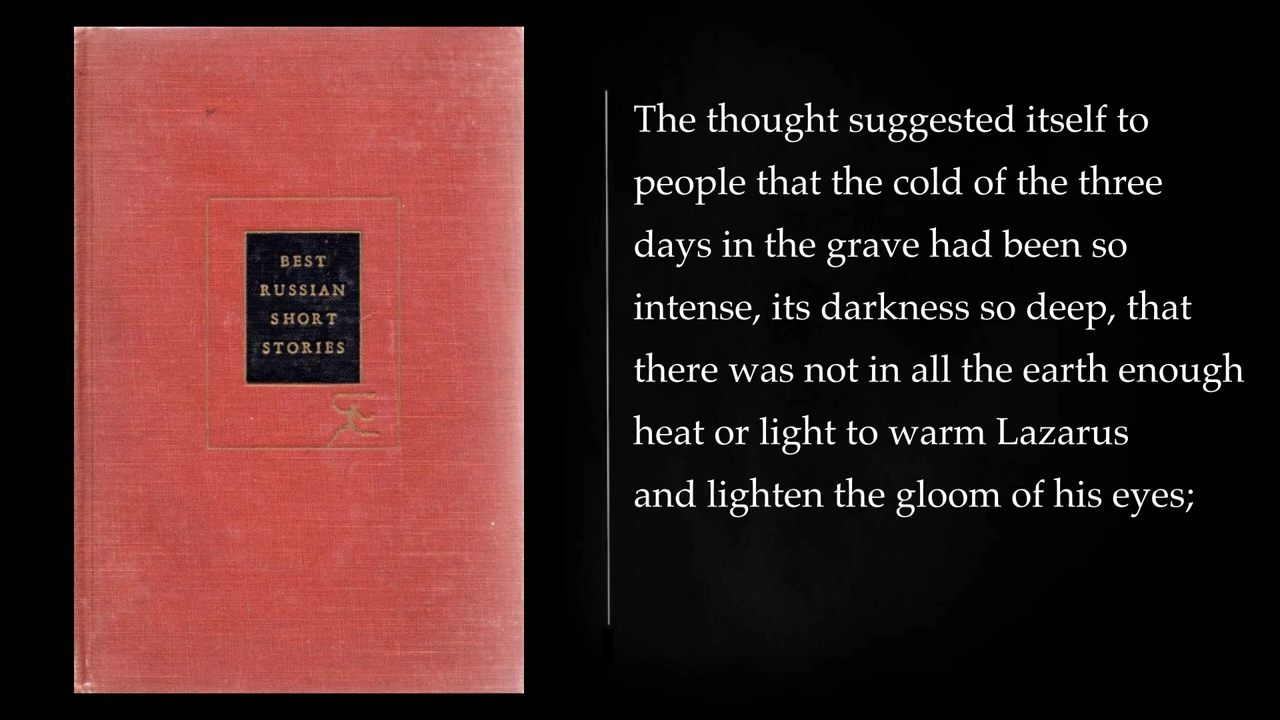 BEST
RUSSIAN
SHORT
STORIES
The thought suggested itself to
people that the cold of the three
days in the grave had been so
intense, its darkness so deep, that
there was not in all the earth enough
heat or light to warm Lazarus
and lighten the gloom of his eyes;